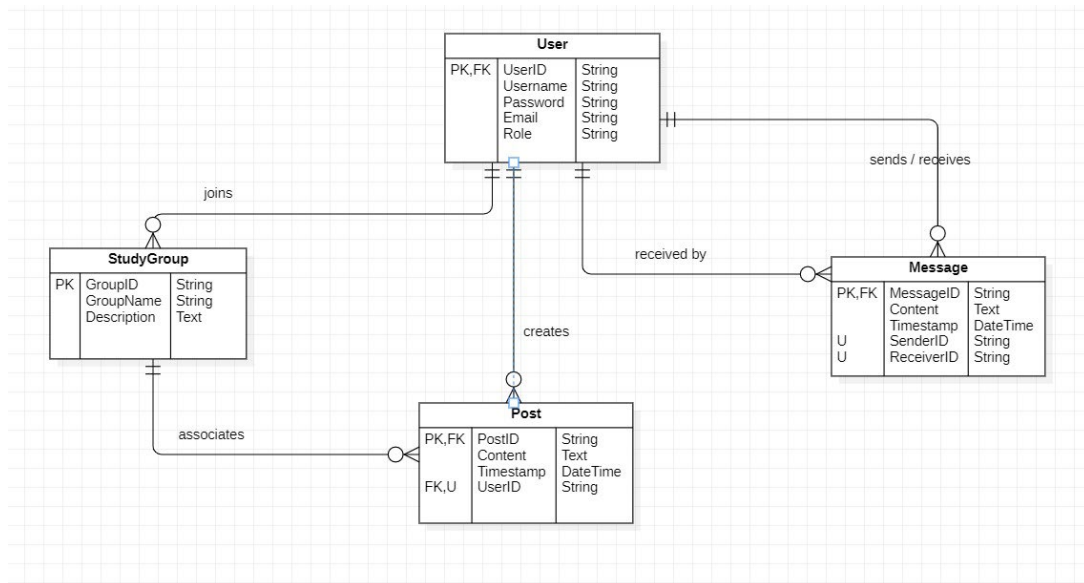 User
PK,FK UserID String
Username String
Password String
Email String
Role String
sends / receives
joins
received by
StudyGroup
PK GroupID String
GroupName String
Description Text
Message
PK,FK MessageID String
Content Text
Timestamp DateTime
U SenderID String
U ReceiverID String
creates
associates
Post
PK,FK PostID String
Content Text
Timestamp DateTime
FK,U UserID String